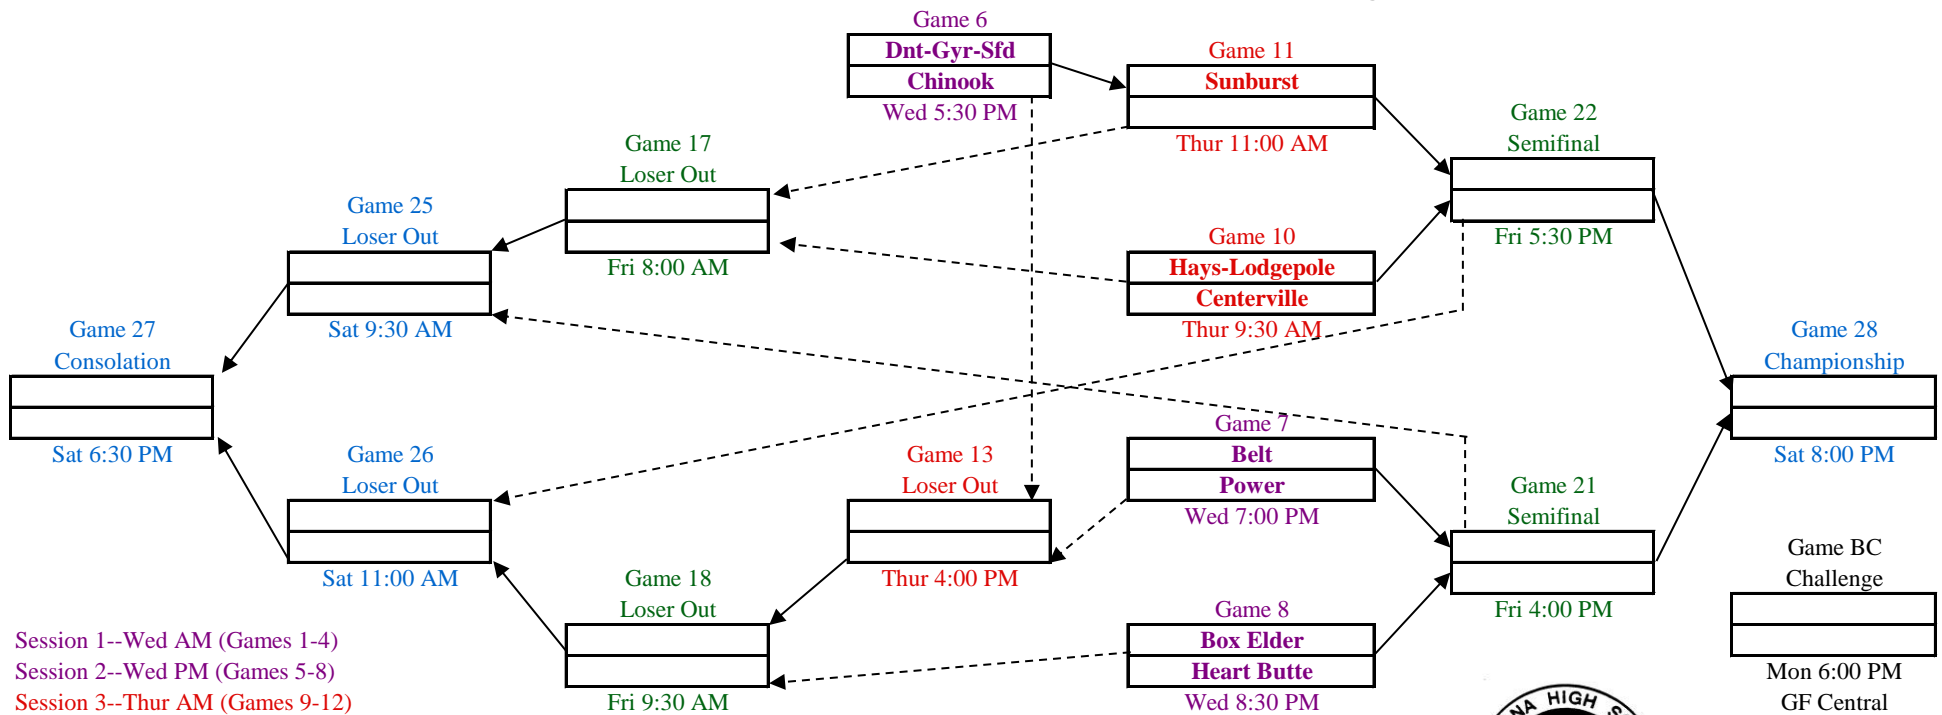 Game 6
Dnt-Gyr-Sfd
Chinook
Wed 5:30 PM
Game 11
Sunburst
Thur 11:00 AM
Game 22
Semifinal
Fri 5:30 PM
Game 17
Loser Out
Fri 8:00 AM
Game 25
Loser Out
Sat 9:30 AM
Game 10
Hays-Lodgepole
Centerville
Thur 9:30 AM
Game 27
Consolation
Sat 6:30 PM
Game 28
Championship
Sat 8:00 PM
Game 26
Loser Out
Sat 11:00 AM
Game 13
Loser Out
Thur 4:00 PM
Game 7
Belt
Power
Wed 7:00 PM
Game 21
Semifinal
Fri 4:00 PM
Game 18
Loser Out
Fri 9:30 AM
Game 8
Box Elder
Heart Butte
Wed 8:30 PM
Game BC
Challenge
Mon 6:00 PM
GF Central
Session 1--Wed AM (Games 1-4)
Session 2--Wed PM (Games 5-8)
Session 3--Thur AM (Games 9-12)
HIGH